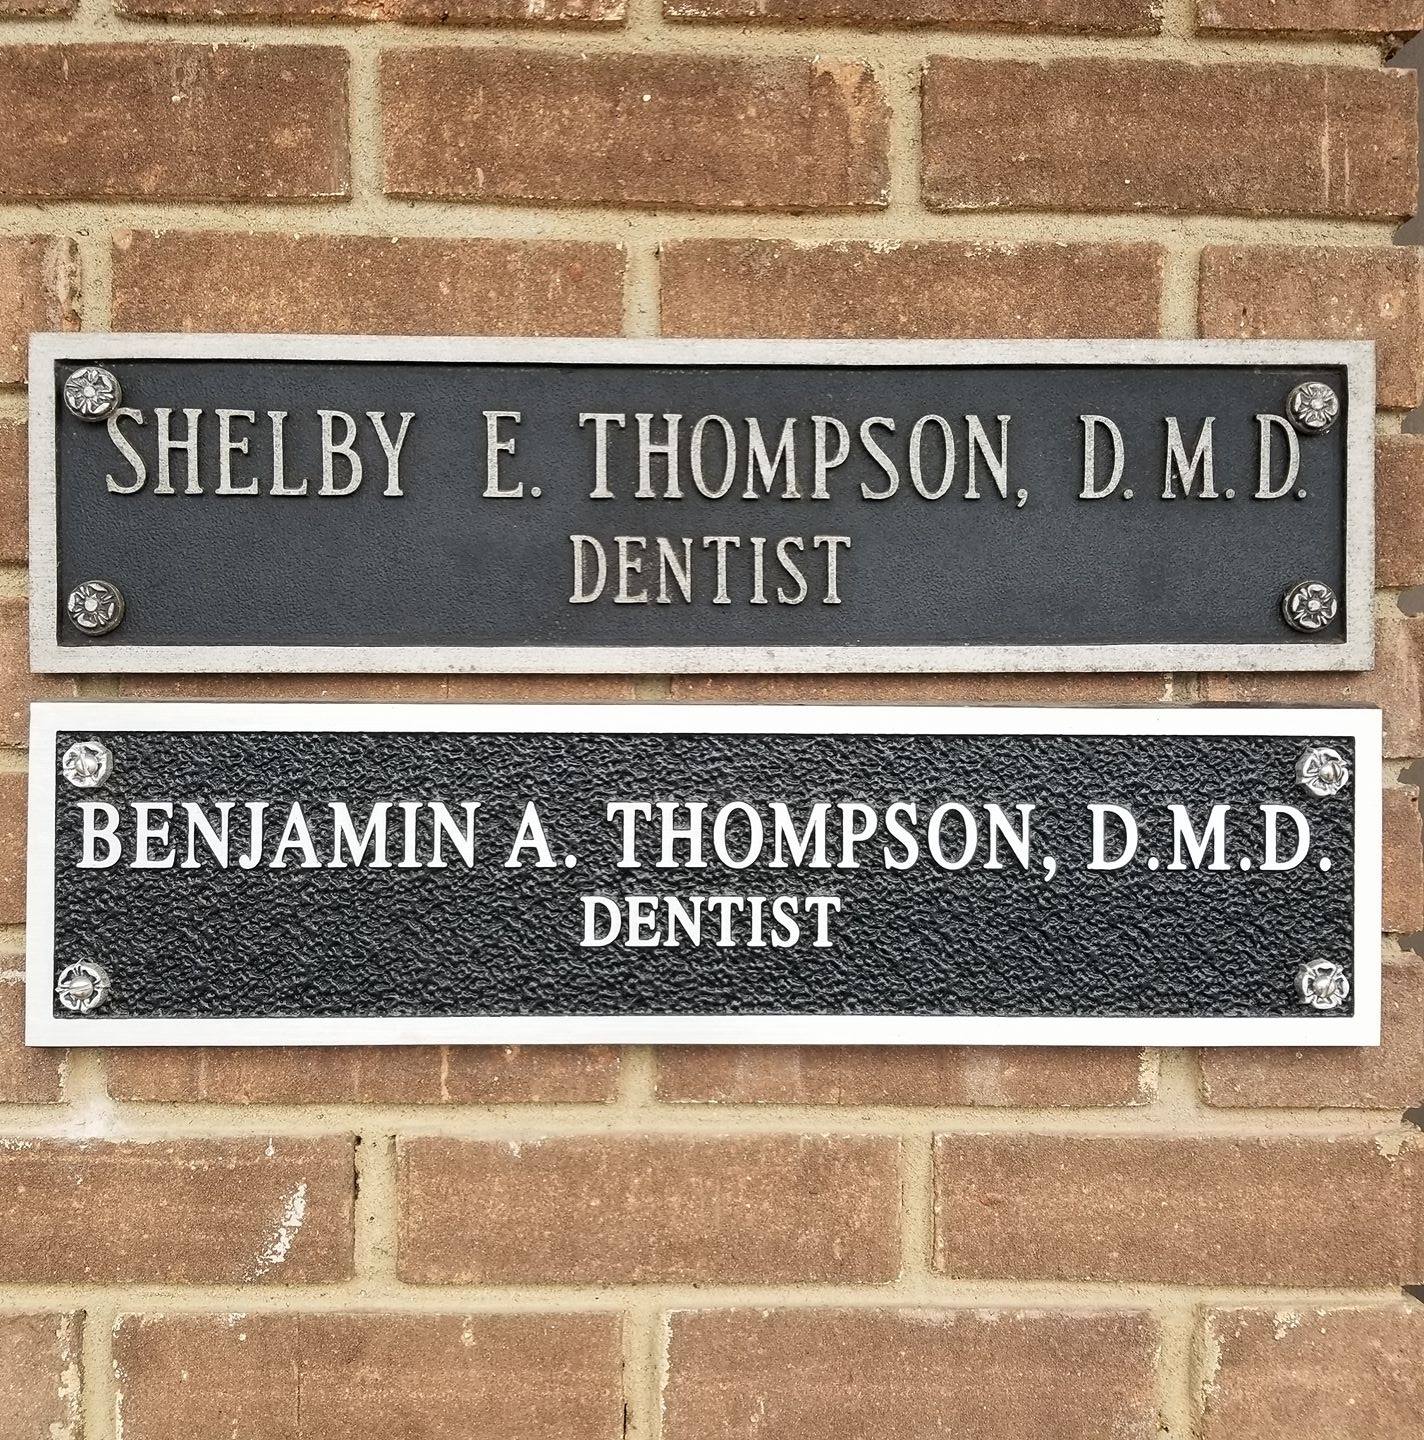 SHELBY E. THOMPSON, D.M.D.
DENTIST
BENJAMIN A. THOMPSON, D.M.D.
DENTIST